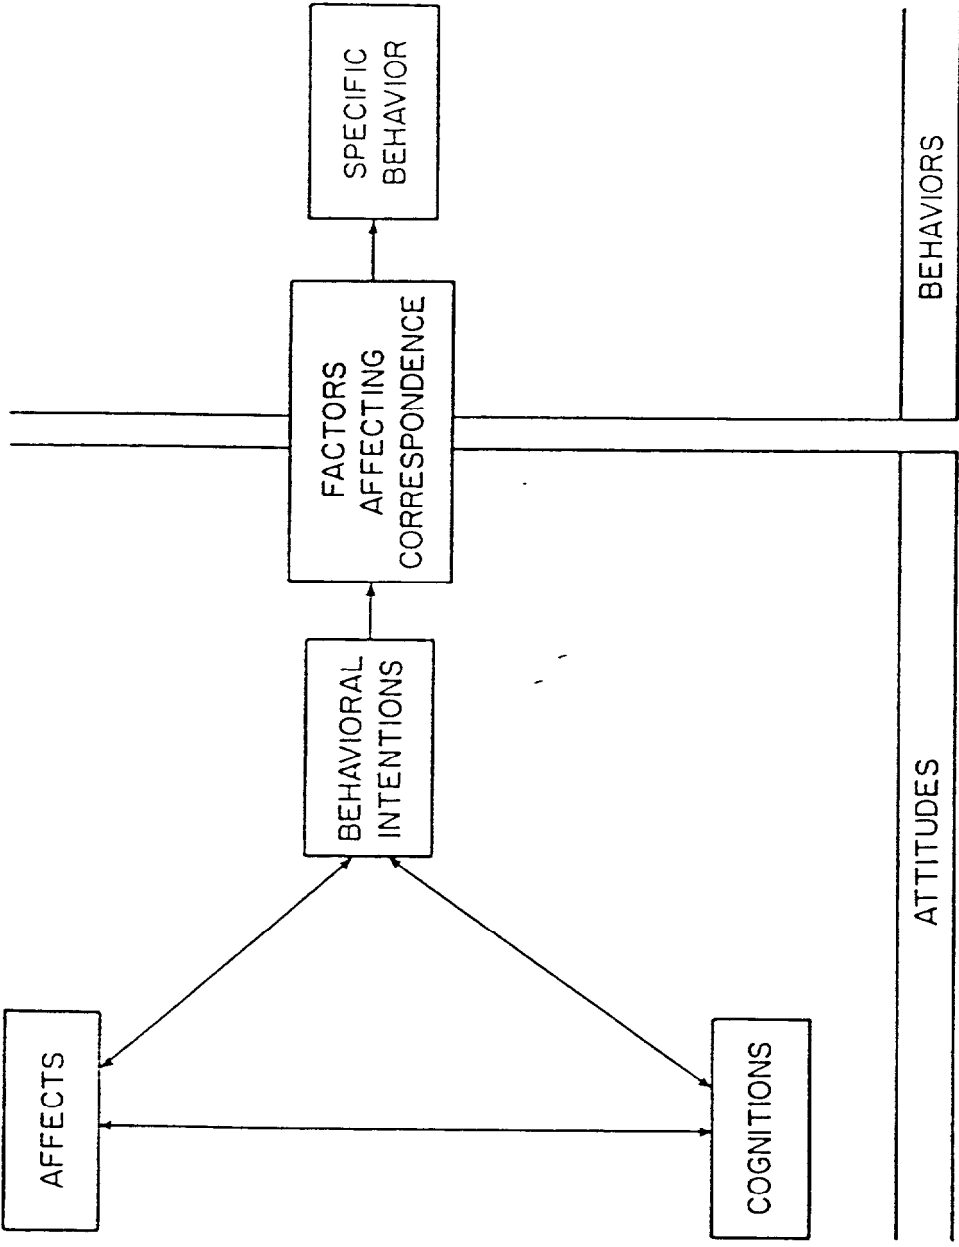 AFFECTS
COGNITIONS
BEHAVIORAL
INTENTIONS
FACTORS
AFFECTING
CORRESPONDENCE
SPECIFIC
BEHAVIOR
ATTITUDES
BEHAVIORS